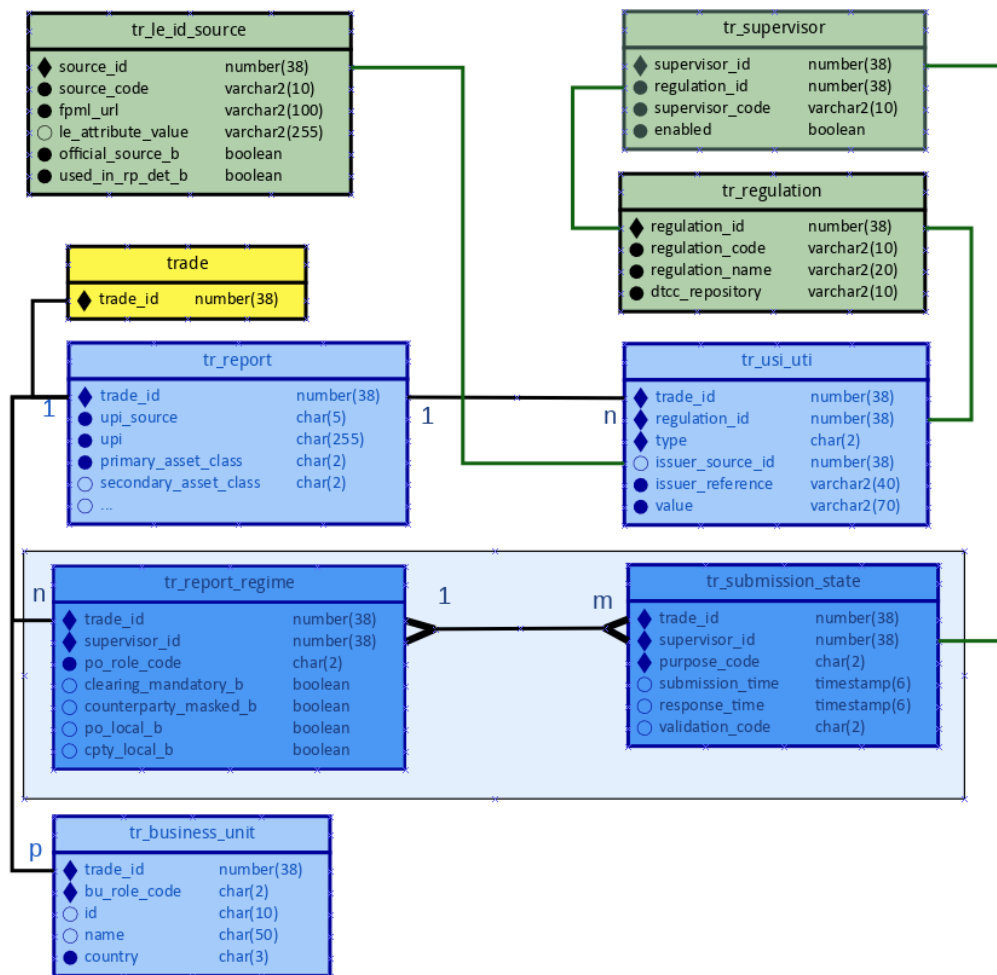 tr_le_id_source
source_id number(38)
source_code varchar2(10)
fpml_url varchar2(100)
le_attribute_value varchar2(255)
official_source_b boolean
used_in_rp_det_b boolean
tr_supervisor
supervisor_id number(38)
regulation_id number(38)
supervisor_code varchar2(10)
enabled boolean
tr_regulation
regulation_id number(38)
regulation_code varchar2(10)
regulation_name varchar2(20)
dtcc_repository varchar2(10)
trade
trade_id number(38)
tr_report
trade_id number(38)
upi_source char(5)
upi char(255)
primary_asset_class char(2)
secondary_asset_class char(2)
...
1
1
n
tr_usi_uti
trade_id number(38)
regulation_id number(38)
type char(2)
issuer_source_id number(38)
issuer_reference varchar2(40)
value varchar2(70)
n
tr_report_regime
trade_id number(38)
supervisor_id number(38)
po_role_code char(2)
clearing_mandatory_b boolean
counterparty_masked_b boolean
po_local_b boolean
cpty_local_b boolean
1
m
tr_submission_state
trade_id number(38)
supervisor_id number(38)
purpose_code char(2)
submission_time timestamp(6)
response_time timestamp(6)
validation_code char(2)
p
tr_business_unit
trade_id number(38)
bu_role_code char(2)
id char(10)
name char(50)
country char(3)